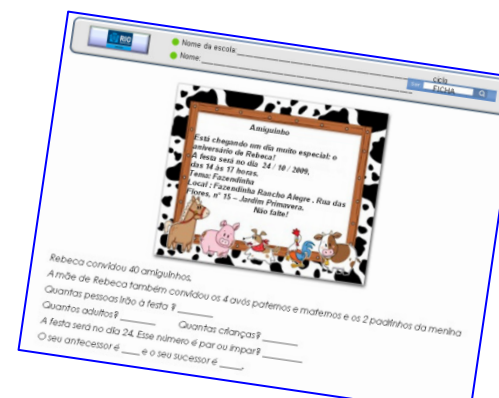 RIO
Nome da escola:
Nome:
ciclo
FICHA
Amiguinho
Está chegando um dia muito especial: o
aniversário de Rebeca!
A festa será no dia 24 / 10 / 2009,
das 14 às 17 horas.
Tema: Fazendinha
Local : Fazendinha Rancho Alegre . Rua das
Flores, n° 15 – Jardim Primavera.
Não falte!
Rebeca convidou 40 amiguinhos.
A mãe de Rebeca também convidou os 4 avós paternos e maternos e os 2 padrinhos da menina
Quantas pessoas irão à festa ?
Quantos adultos? Quantas crianças?
A festa será no dia 24. Esse número é par ou ímpar?
O seu antecessor é ____ e o seu sucessor é ____.